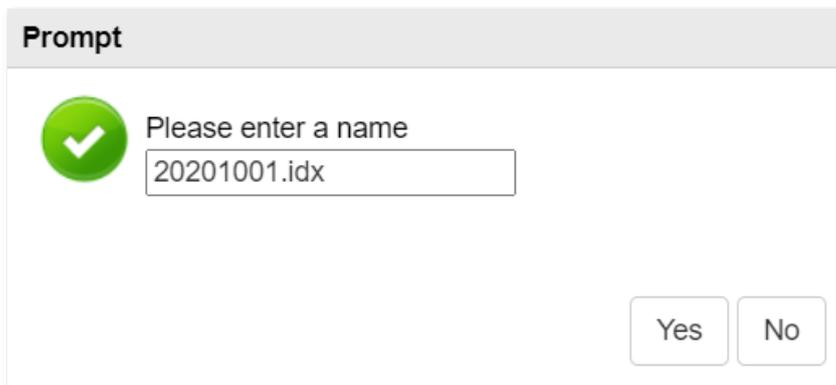 Prompt
Please enter a name
20201001.idx
Yes No